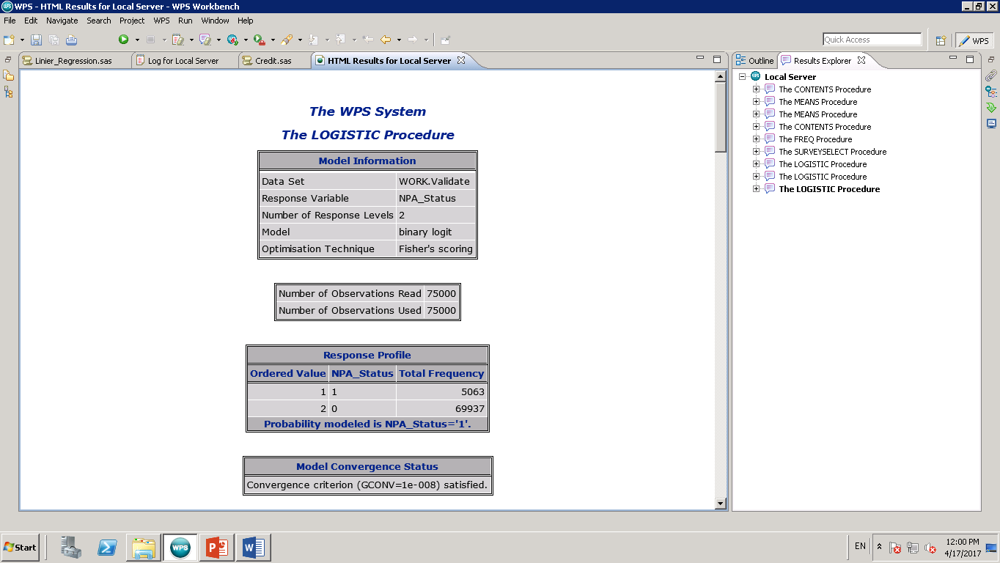 WPS - HTML Results for Local Server - WPS Workbench
File Edit Navigate Search Project WPS Run Window Help
Quick Access
WPS
Linier_Regression.sas
Log for Local Server
Credit.sas
HTML Results for Local Server
Outline
Results Explorer
The WPS System
The LOGISTIC Procedure
Model Information
Data Set WORK.Validate
Response Variable NPA_Status
Number of Response Levels 2
Model binary logit
Optimisation Technique Fisher's scoring
Number of Observations Read 75000
Number of Observations Used 75000
Response Profile
Ordered Value NPA_Status Total Frequency
1 1 5063
2 0 69937
Probability modeled is NPA_Status='1'.
Model Convergence Status
Convergence criterion (GCONV=1e-008) satisfied.
Local Server
The CONTENTS Procedure
The MEANS Procedure
The MEANS Procedure
The CONTENTS Procedure
The FREQ Procedure
The SURVEYSELECT Procedure
The LOGISTIC Procedure
The LOGISTIC Procedure
The LOGISTIC Procedure
Start
WPS
EN
12:00 PM
4/17/2017